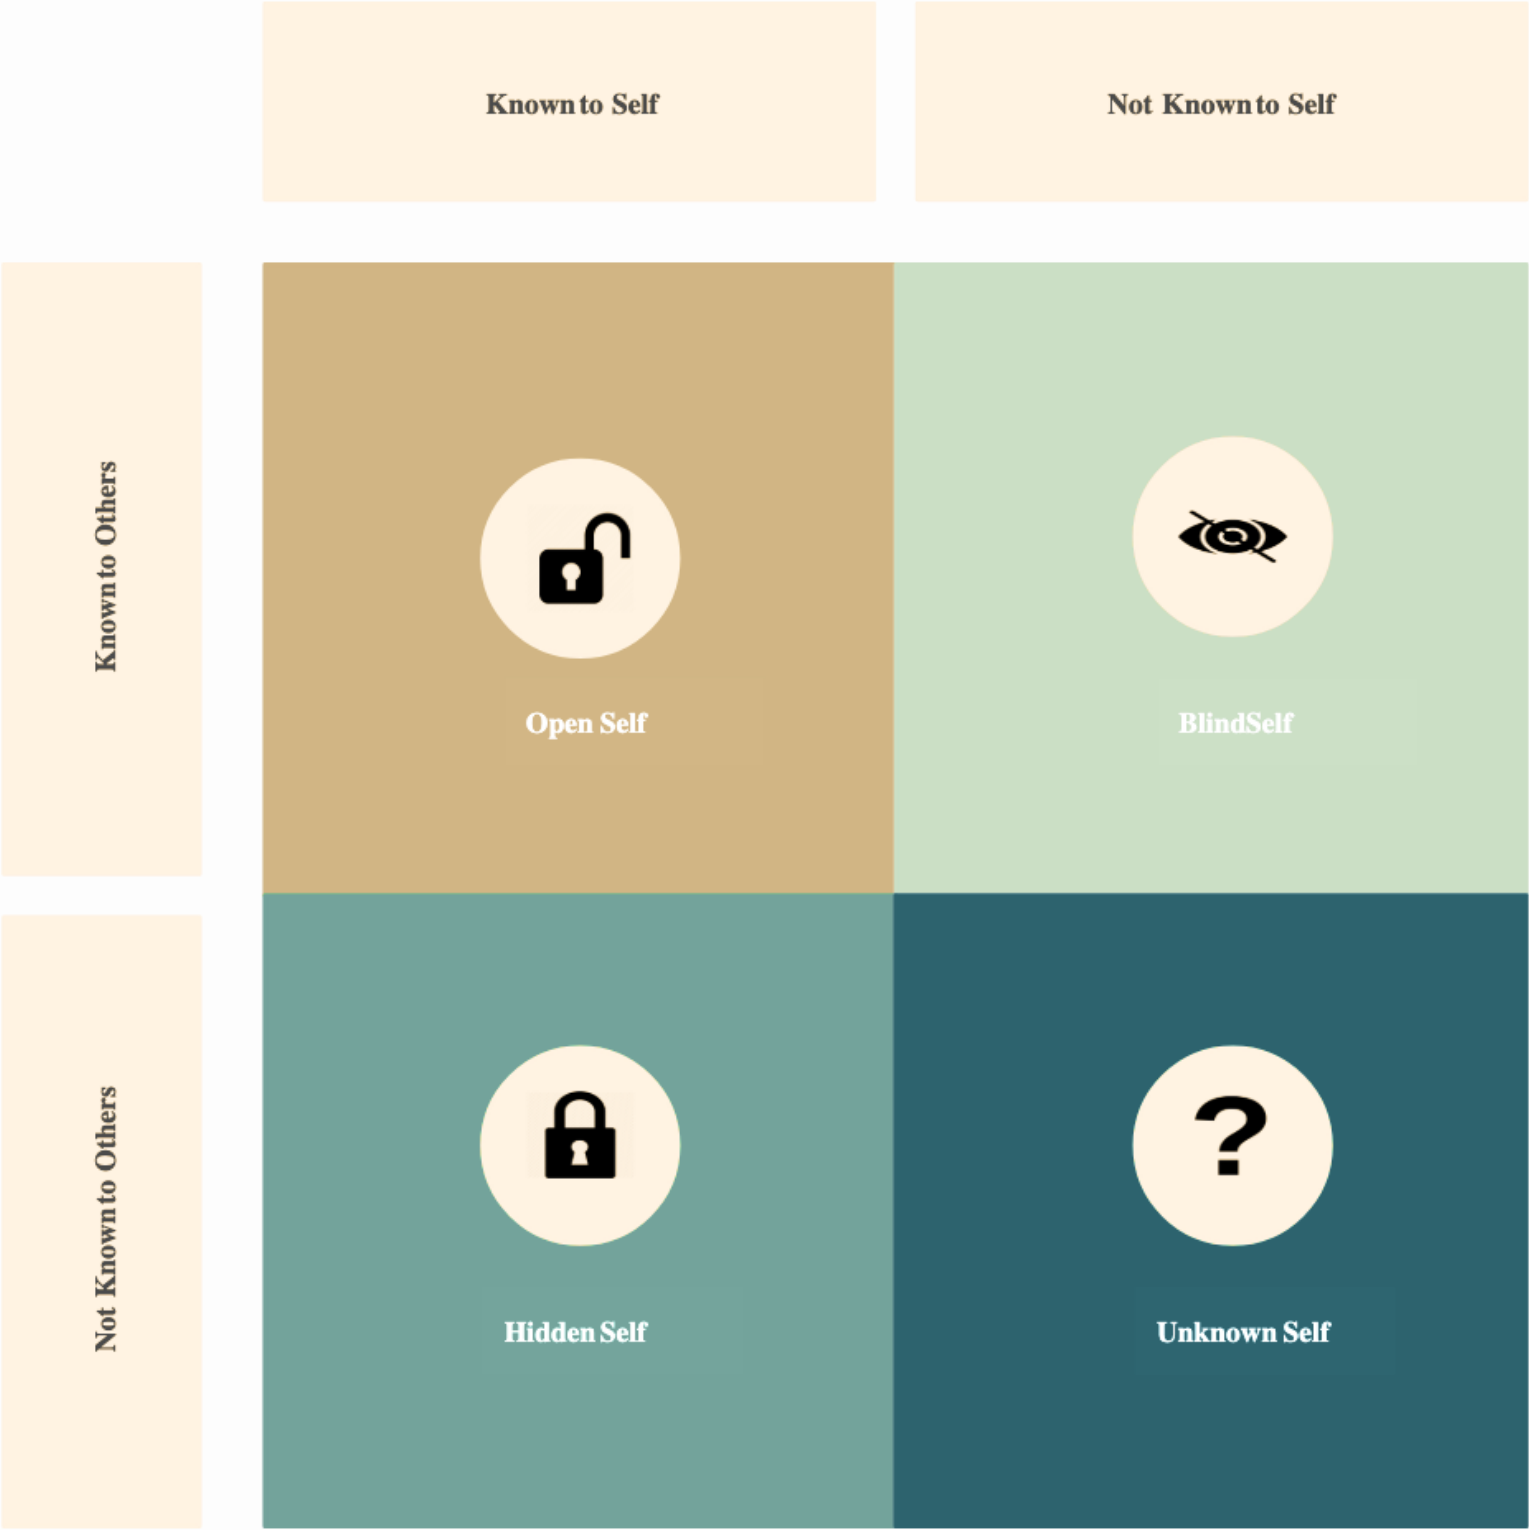 Known to Self
Not Known to Self
Known to Others
Open Self
BlindSelf
Not Known to Others
?
Hidden Self
Unknown Self